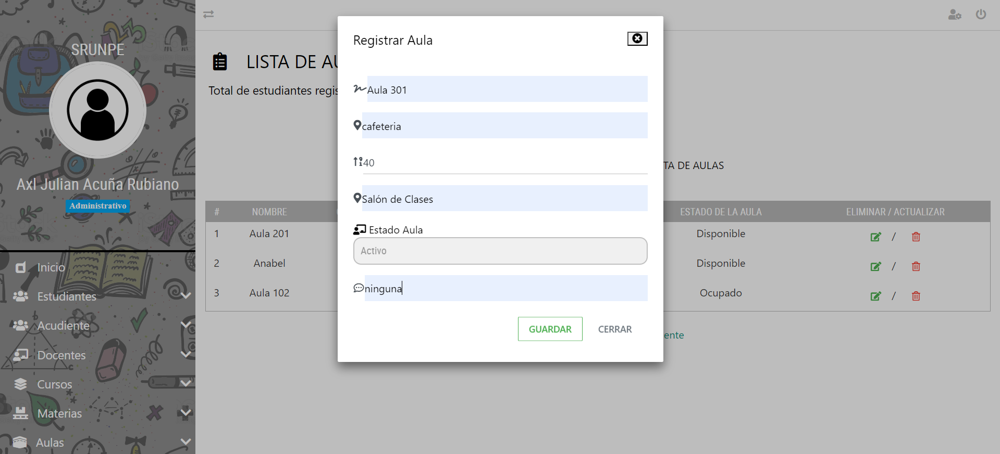 SRUNPE
Axl Julian Acuña Rubiano
Administrativo
Inicio
Estudiantes
Acudiente
Docentes
Cursos
Materias
Aulas
LISTA DE AU
Total de estudiantes regis
TA DE AULAS
# NOMBRE ESTADO DE LA AULA ELIMINAR / ACTUALIZAR
1 Aula 201 Disponible /
2 Anabel Disponible /
3 Aula 102 Ocupado /
ente
Registrar Aula
Aula 301
cafeteria
40
Salón de Clases
Estado Aula
Activo
ninguna
GUARDAR CERRAR